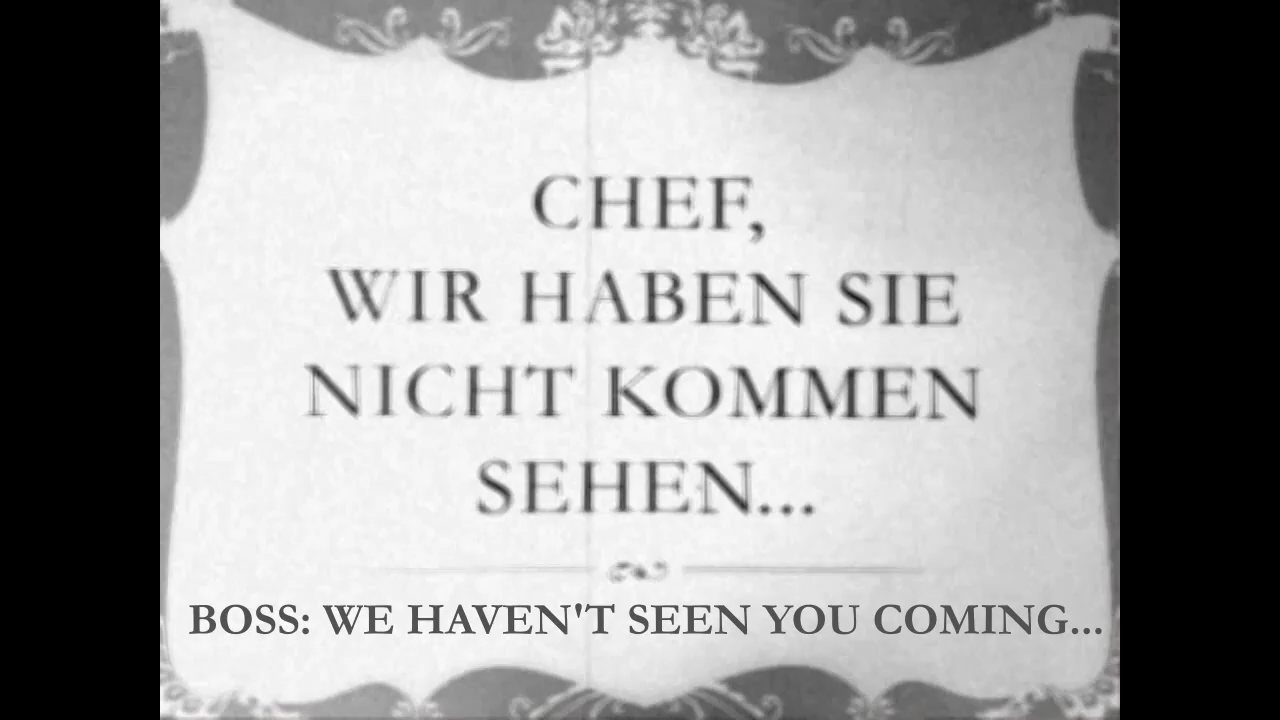 CHEF,
WIR HABEN SIE
NICHT KOMMEN
SEHEN...
BOSS: WE HAVEN'T SEEN YOU COMING...